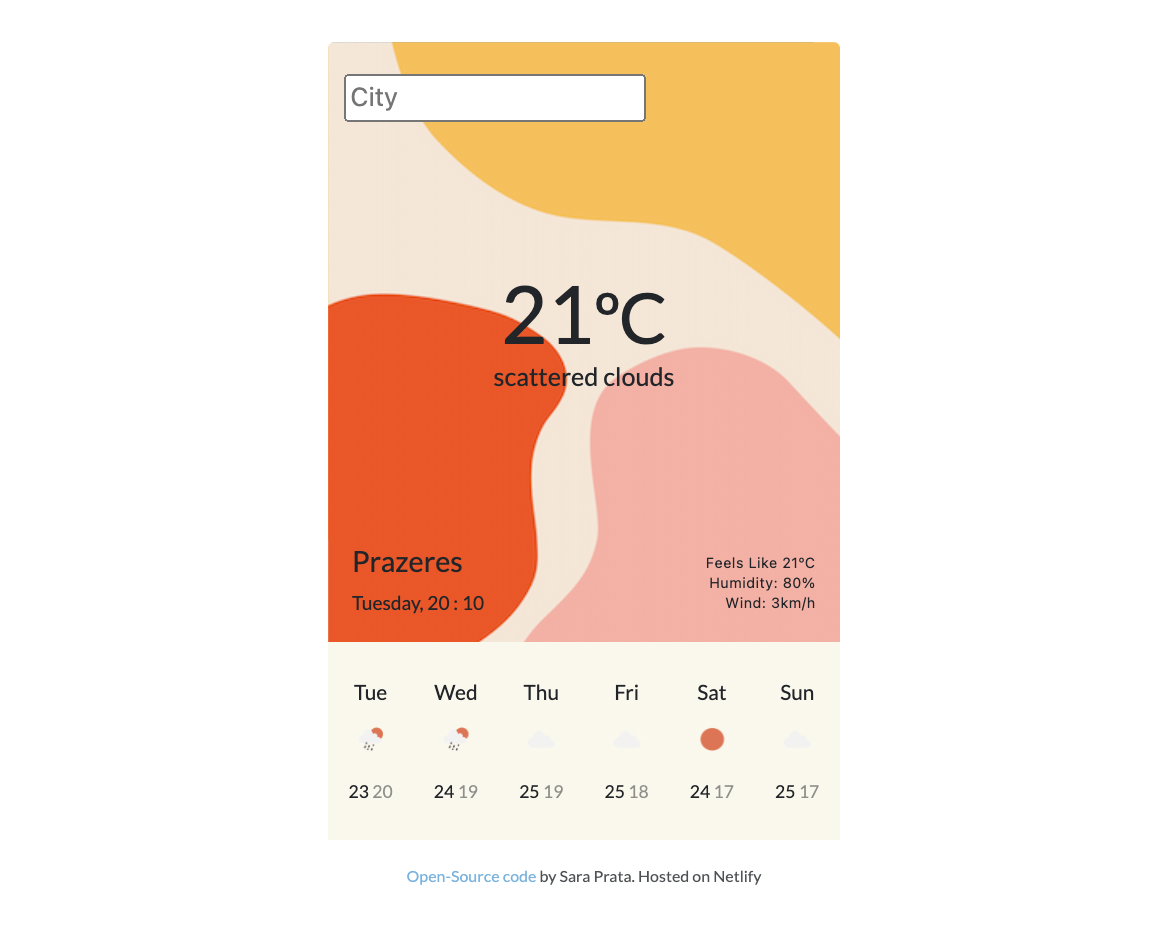 City
21°C
scattered clouds
Prazeres
Tuesday, 20 : 10
Feels Like 21°C
Humidity: 80%
Wind: 3km/h
Tue Wed Thu Fri Sat Sun
23 20 24 19 25 19 25 18 24 17 25 17
Open-Source code by Sara Prata. Hosted on Netlify